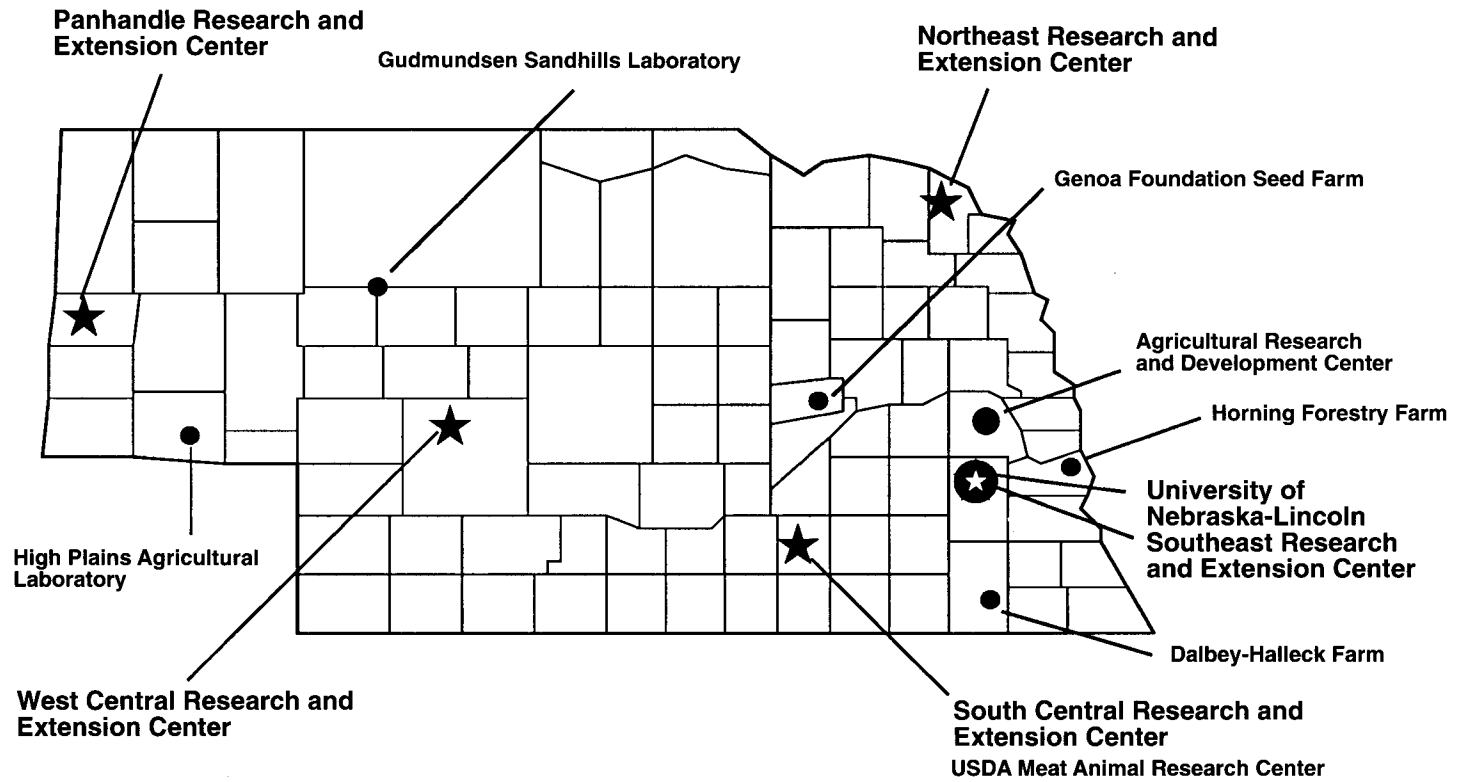 Panhandle Research and
Extension Center
Gudmundsen Sandhills Laboratory
Northeast Research and
Extension Center
Genoa Foundation Seed Farm
Agricultural Research
and Development Center
Horning Forestry Farm
University of
Nebraska-Lincoln
Southeast Research
and Extension Center
High Plains Agricultural
Laboratory
Dalbey-Halleck Farm
West Central Research and
Extension Center
South Central Research and
Extension Center
USDA Meat Animal Research Center